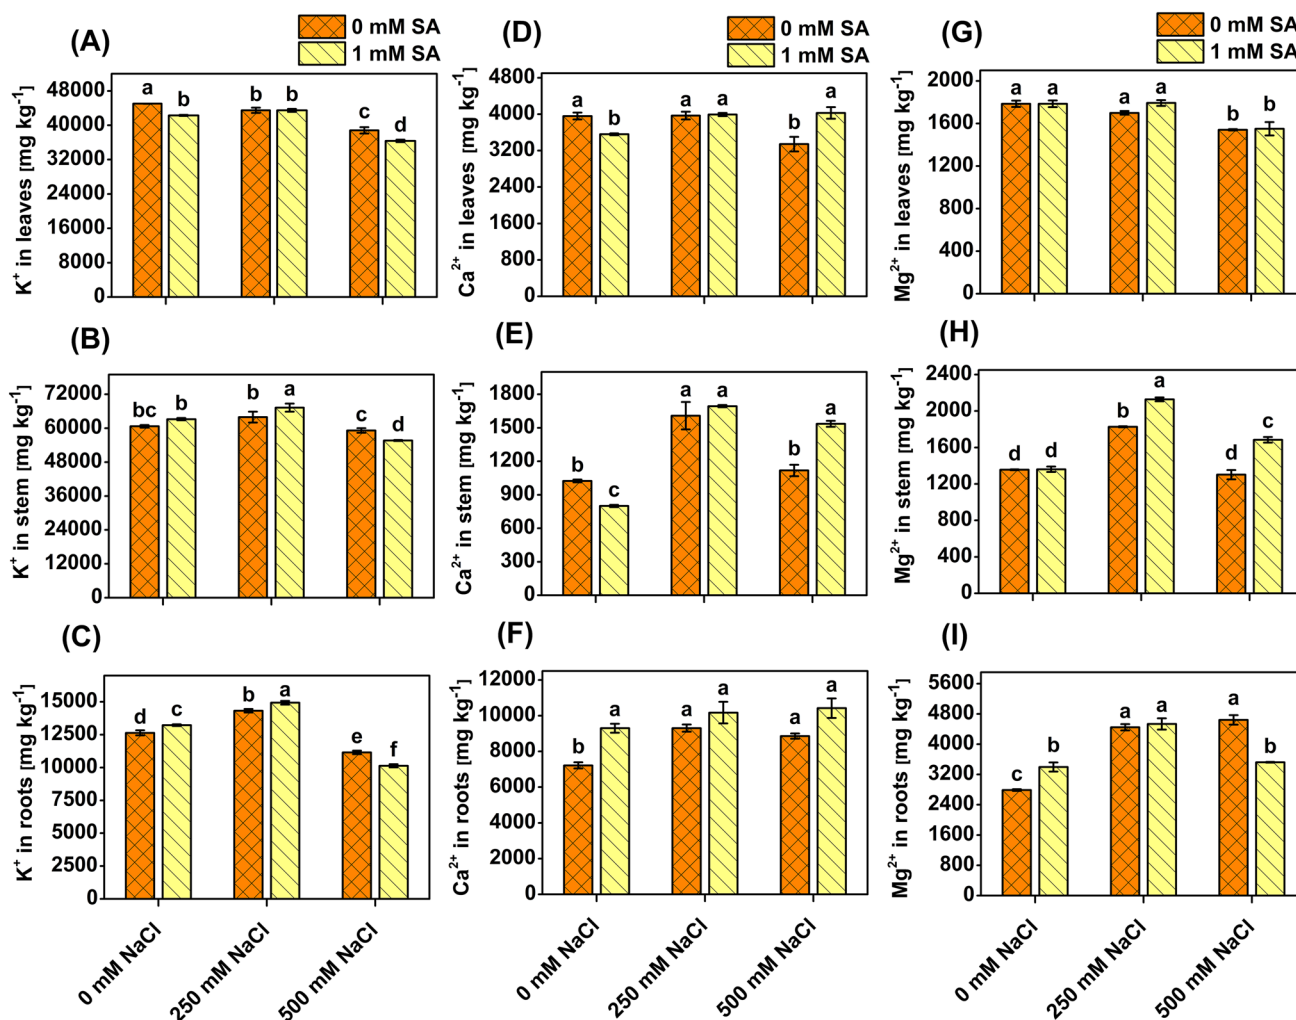 (A)
0 mM SA
1 mM SA
K⁺ in leaves [mg kg⁻¹]
48000
40000
32000
24000
16000
8000
0
a b b b c d
(D)
0 mM SA
1 mM SA
Ca²⁺ in leaves [mg kg⁻¹]
4800
4000
3200
2400
1600
800
0
a b a a b a
(G)
0 mM SA
1 mM SA
Mg²⁺ in leaves [mg kg⁻¹]
2000
1600
1200
800
400
0
a a a a b b
(B)
K⁺ in stem [mg kg⁻¹]
72000
60000
48000
36000
24000
12000
0
bc b b a c d
(E)
Ca²⁺ in stem [mg kg⁻¹]
1800
1500
1200
900
600
300
0
b c a a b a
(H)
Mg²⁺ in stem [mg kg⁻¹]
2400
2000
1600
1200
800
400
0
d d b a d c
(C)
K⁺ in roots [mg kg⁻¹]
15000
12500
10000
7500
5000
2500
0
d c b a e f
0 mM NaCl
250 mM NaCl
500 mM NaCl
(F)
Ca²⁺ in roots [mg kg⁻¹]
12000
10000
8000
6000
4000
2000
0
b a a a a a
0 mM NaCl
250 mM NaCl
500 mM NaCl
(I)
Mg²⁺ in roots [mg kg⁻¹]
5600
4800
4000
3200
2400
1600
800
0
c b a a a b
0 mM NaCl
250 mM NaCl
500 mM NaCl